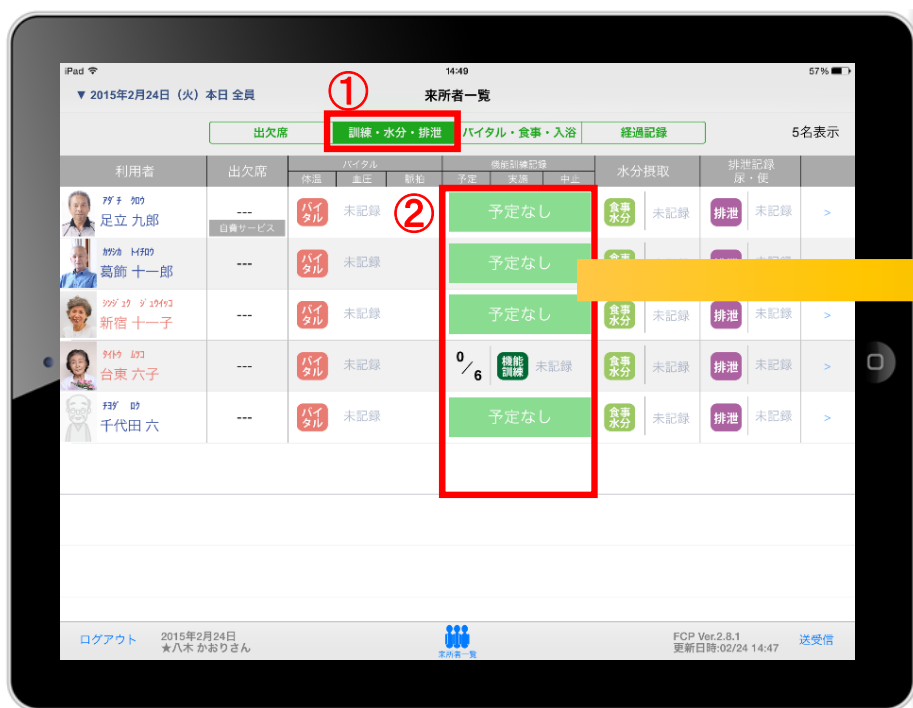 iPad 14:49 57%
▼ 2015年2月24日（火）本日 全員 来所者一覧
①
出欠席 訓練・水分・排泄 バイタル・食事・入浴 経過記録 5名表示
利用者 出欠席 バイタル 機能訓練記録 水分摂取 排泄記録
体温 血圧 脈拍 予定 実識 中止 尿・便
②
ｱﾀﾞﾁ ｸﾛｳ
足立 九郎 --- バイタル 未記録 予定なし 食事水分 未記録 排泄 未記録 >
自費サービス
ｶﾂｼｶ ﾄｲﾁﾛｳ
葛飾 十一郎 --- バイタル 未記録 予定なし
新宿 十一子 --- バイタル 未記録 予定なし 食事水分 未記録 排泄 未記録 >
ﾀｲﾄｳ ﾑﾂｺ
台東 六子 --- バイタル 未記録 0/6 機能訓練 未記録 食事水分 未記録 排泄 未記録 >
ﾁﾖﾀﾞ ﾛｳ
千代田 六 --- バイタル 未記録 予定なし 食事水分 未記録 排泄 未記録 >
ログアウト 2015年2月24日 FCP Ver.2.8.1 送受信
★八木 かおりさん 来所者一覧 更新日時:02/24 14:47